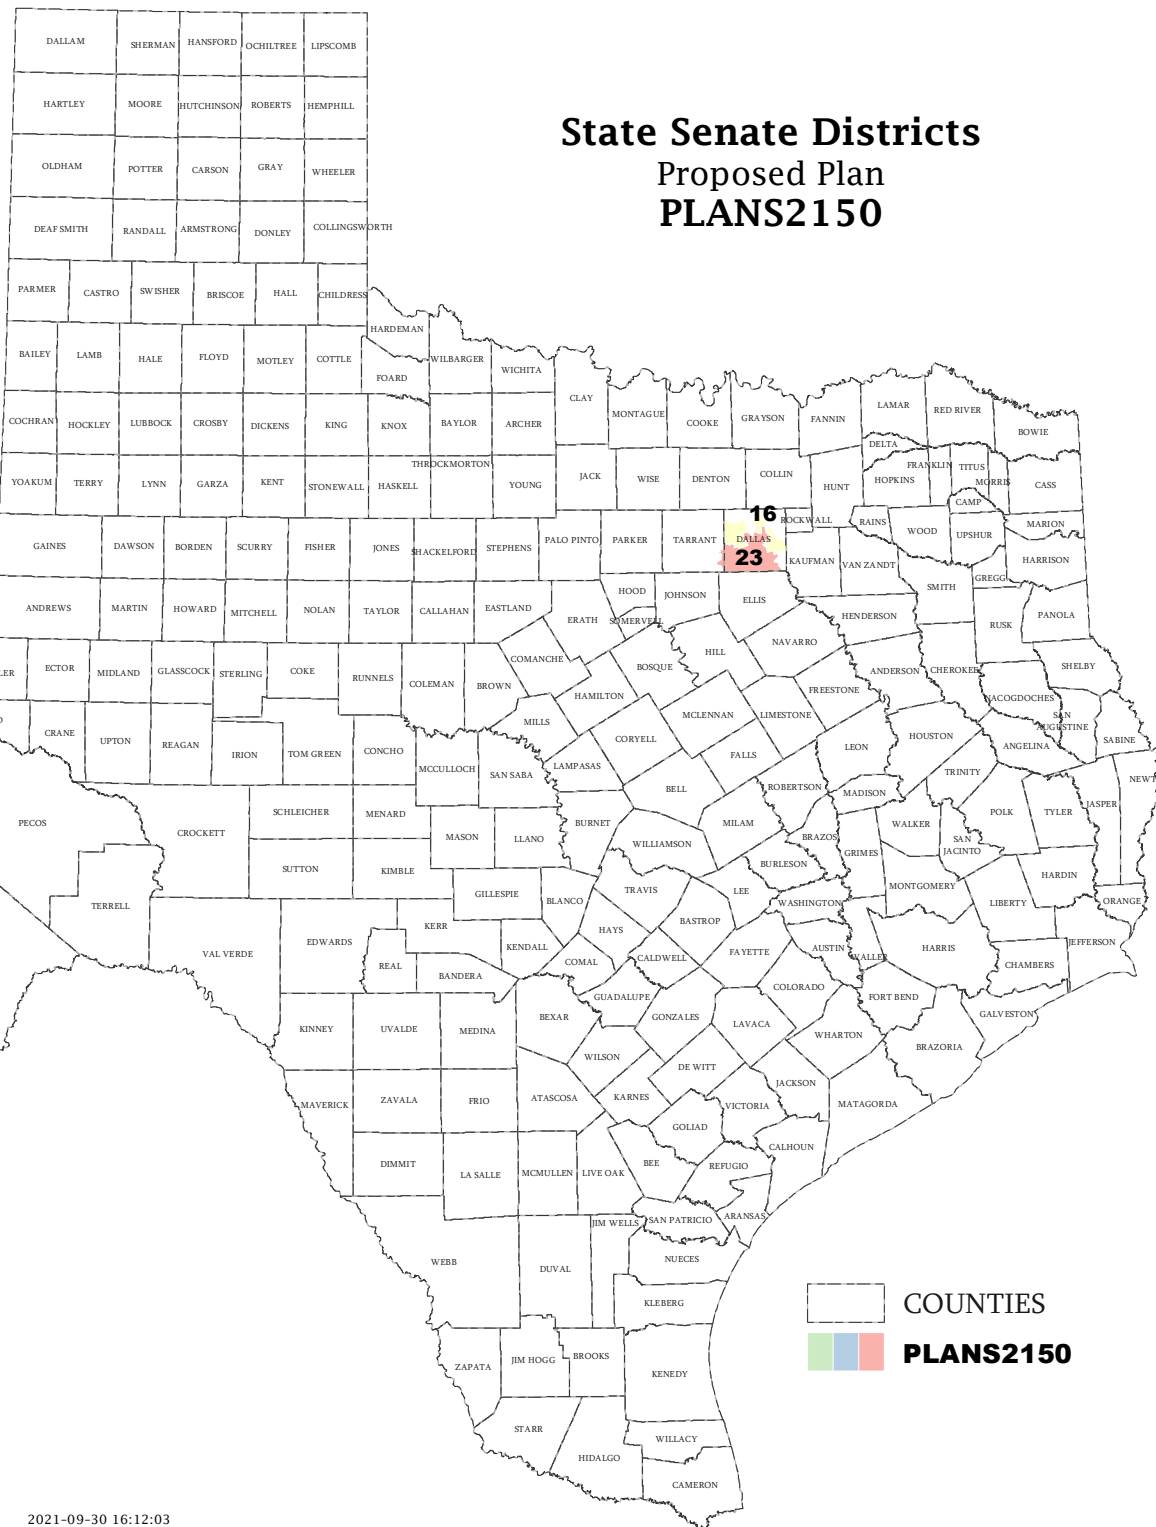 State Senate Districts
Proposed Plan
PLANS2150
DALLAM SHERMAN HANSFORD OCHILTREE LIPSCOMB
HARTLEY MOORE HUTCHINSON ROBERTS HEMPHILL
OLDHAM POTTER CARSON GRAY WHEELER
DEAF SMITH RANDALL ARMSTRONG DONLEY COLLINGSWORTH
PARMER CASTRO SWISHER BRISCOE HALL CHILDRESS
HARDEMAN
BAILEY LAMB HALE FLOYD MOTLEY COTTLE FOARD WILBARGER WICHITA
CLAY MONTAGUE COOKE GRAYSON FANNIN LAMAR RED RIVER BOWIE
COCHRAN HOCKLEY LUBBOCK CROSBY DICKENS KING KNOX BAYLOR ARCHER
DELTA
YOAKUM TERRY LYNN GARZA KENT STONEWALL HASKELL THROCKMORTON YOUNG JACK WISE DENTON COLLIN HUNT HOPKINS FRANKLIN TITUS MORRIS CASS
CAMP
16
ROCKWALL RAINS WOOD UPSHUR MARION
GAINES DAWSON BORDEN SCURRY FISHER JONES SHACKELFORD STEPHENS PALO PINTO PARKER TARRANT DALLAS
23
KAUFMAN VAN ZANDT SMITH GREGG HARRISON
ANDREWS MARTIN HOWARD MITCHELL NOLAN TAYLOR CALLAHAN EASTLAND ERATH HOOD SOMERVELL JOHNSON ELLIS HENDERSON RUSK PANOLA
LER ECTOR MIDLAND GLASSCOCK STERLING COKE RUNNELS COLEMAN BROWN COMANCHE HAMILTON BOSQUE HILL NAVARRO FREESTONE ANDERSON CHEROKEE NACOGDOCHES SHELBY
CRANE UPTON REAGAN IRION TOM GREEN CONCHO MCCULLOCH SAN SABA MILLS LAMPASAS CORYELL MCLENNAN LIMESTONE FALLS LEON HOUSTON ANGELINA SAN
AUGUSTINE SABINE
TRINITY NEWT
PECOS CROCKETT SCHLEICHER MENARD MASON LLANO BURNET BELL MILAM ROBERTSON MADISON BRAZOS WALKER SAN
JACINTO POLK TYLER JASPER
SUTTON KIMBLE WILLIAMSON BURLESON GRIMES MONTGOMERY LIBERTY HARDIN ORANGE
TERRELL VAL VERDE EDWARDS KERR GILLESPIE BLANCO TRAVIS LEE WASHINGTON
REAL BANDERA KENDALL HAYS COMAL CALDWELL BASTROP FAYETTE AUSTIN WALLER HARRIS CHAMBERS JEFFERSON
KINNEY UVALDE MEDINA BEXAR GUADALUPE GONZALES LAVACA COLORADO FORT BEND GALVESTON
WILSON DE WITT WHARTON BRAZORIA
MAVERICK ZAVALA FRIO ATASCOSA KARNES VICTORIA JACKSON MATAGORDA
GOLIAD CALHOUN
DIMMIT LA SALLE MCMULLEN LIVE OAK BEE REFUGIO
JIM WELLS SAN PATRICIO ARANSAS
WEBB DUVAL NUECES
KLEBERG
COUNTIES
PLANS2150
ZAPATA JIM HOGG BROOKS KENEDY
STARR HIDALGO WILLACY
CAMERON
2021-09-30 16:12:03